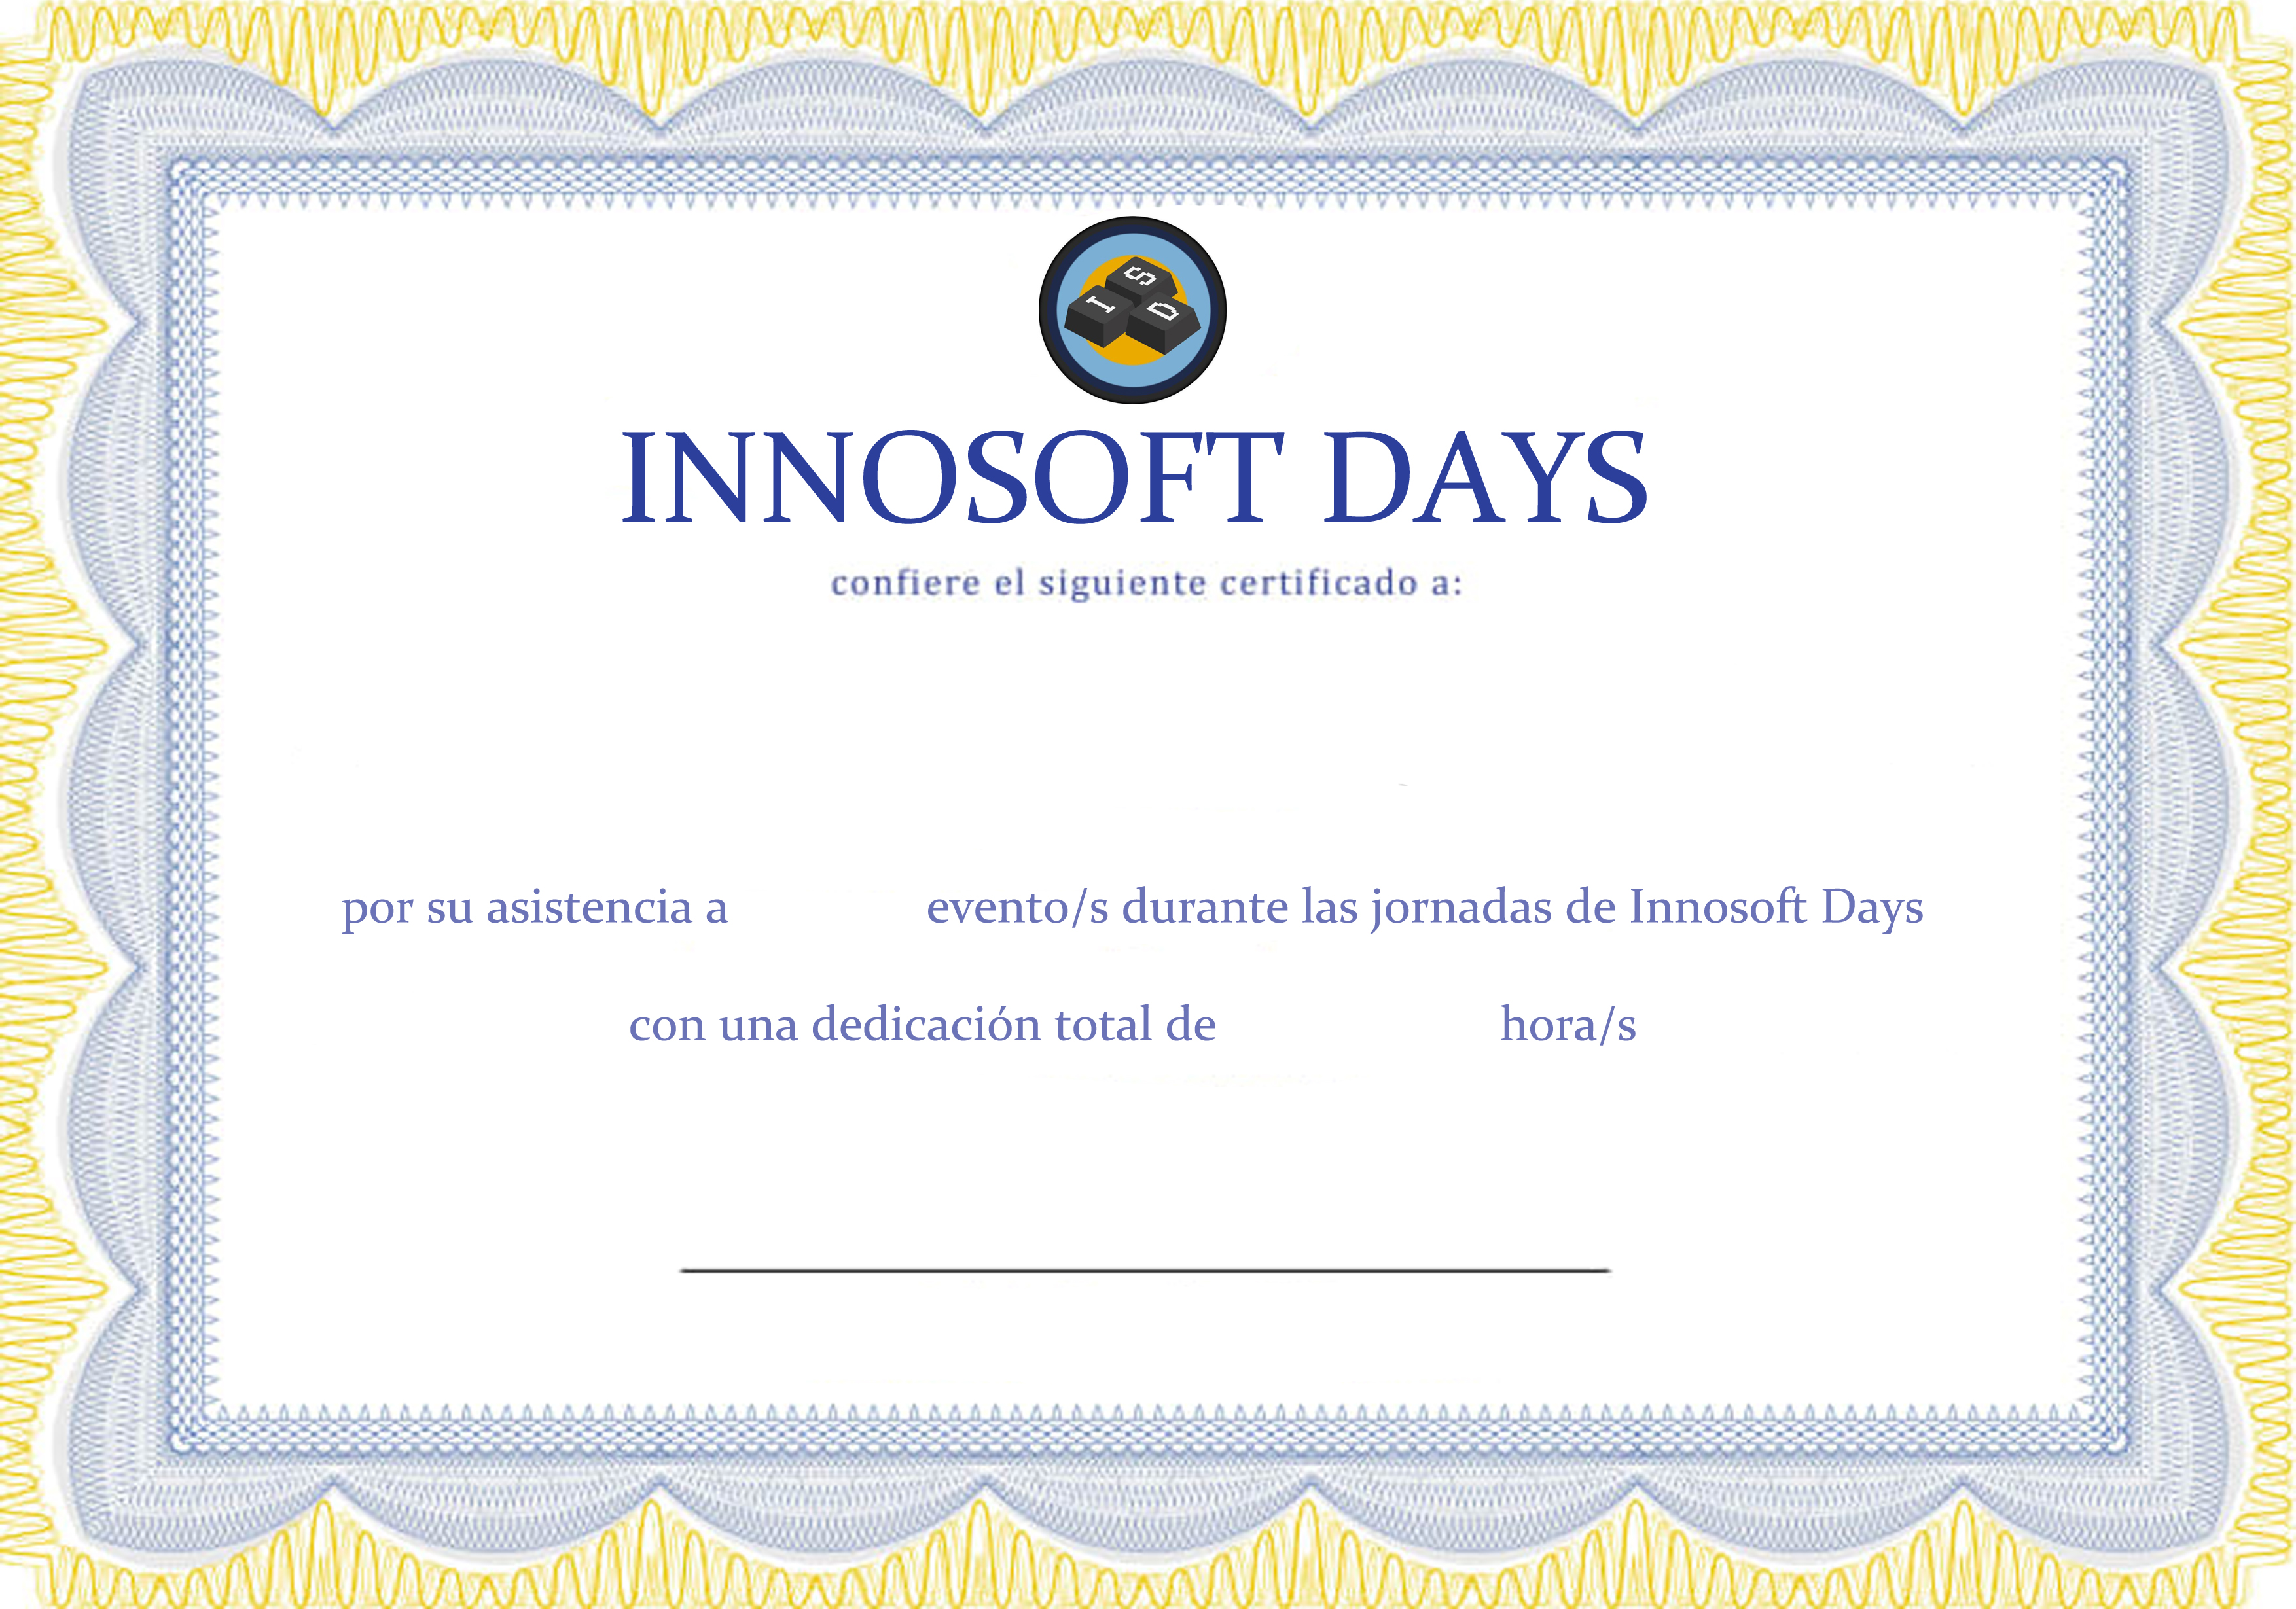 S
I D
INNOSOFT DAYS
confiere el siguiente certificado a:
por su asistencia a evento/s durante las jornadas de Innosoft Days
con una dedicación total de hora/s